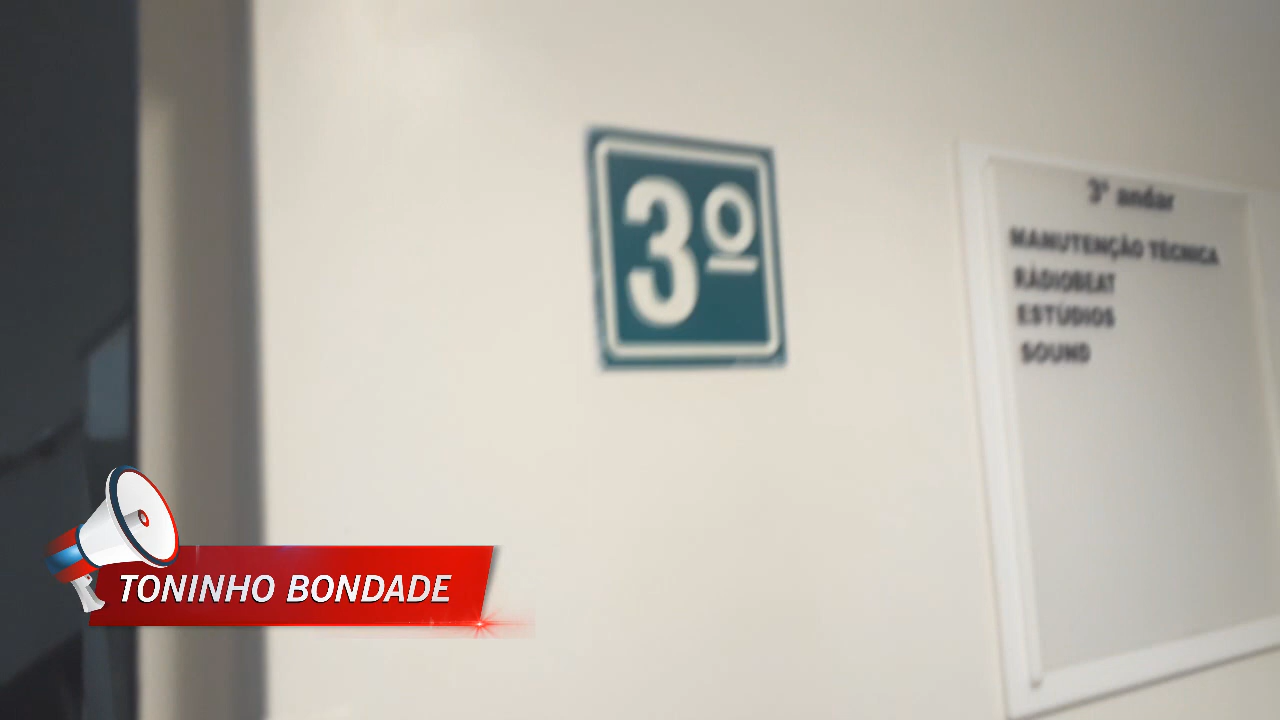 3º
3º andar
MANUTENÇÃO TÉCNICA
RÁDIOBEAT
ESTÚDIOS
SOUND
TONINHO BONDADE